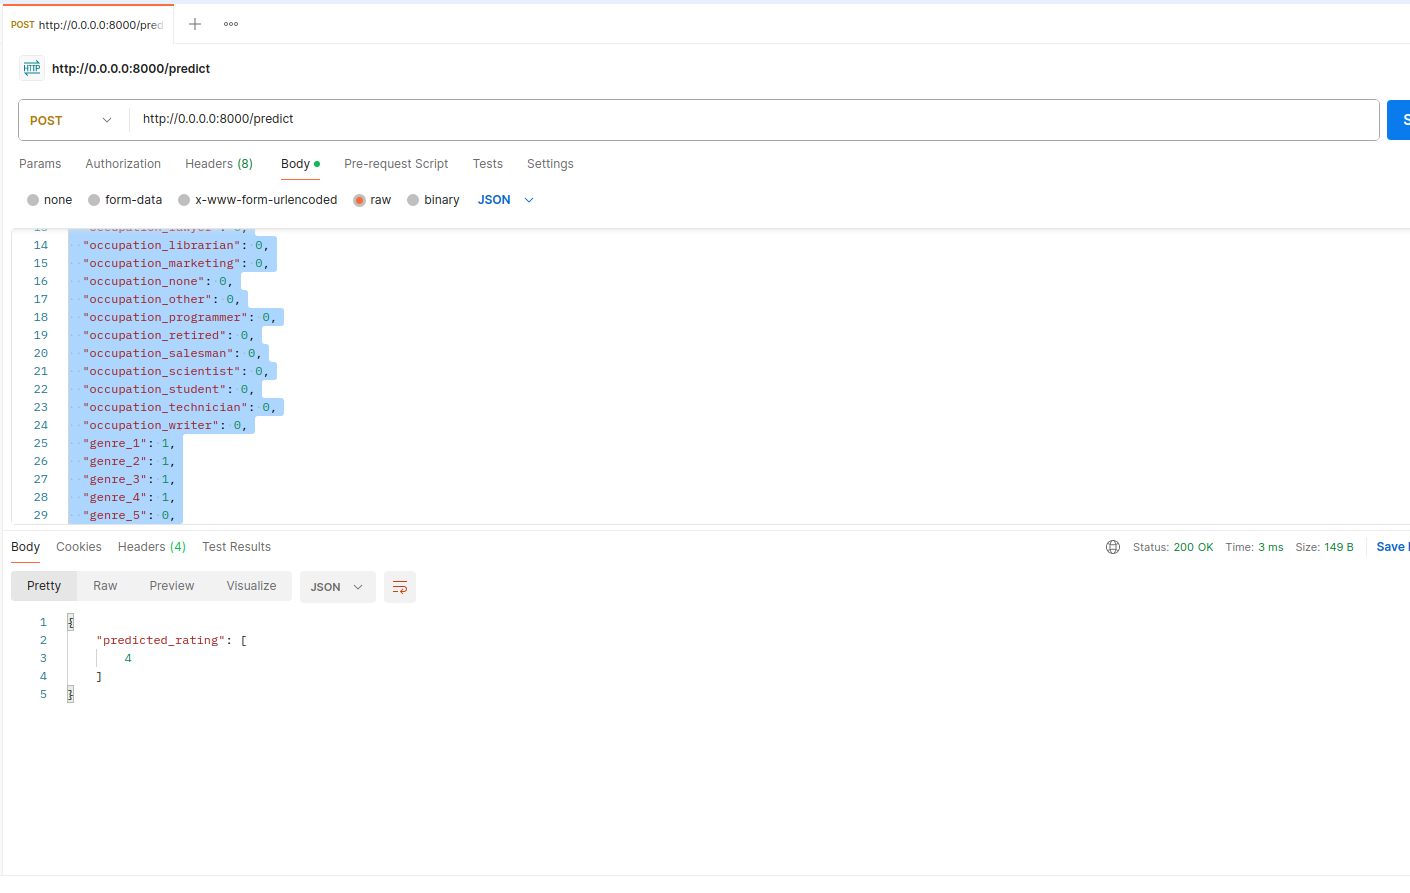 POST http://0.0.0.0:8000/pred
http://0.0.0.0:8000/predict
POST http://0.0.0.0:8000/predict
Params Authorization Headers (8) Body Pre-request Script Tests Settings
none form-data x-www-form-urlencoded raw binary JSON
14 "occupation_librarian": 0,
15 "occupation_marketing": 0,
16 "occupation_none": 0,
17 "occupation_other": 0,
18 "occupation_programmer": 0,
19 "occupation_retired": 0,
20 "occupation_salesman": 0,
21 "occupation_scientist": 0,
22 "occupation_student": 0,
23 "occupation_technician": 0,
24 "occupation_writer": 0,
25 "genre_1": 1,
26 "genre_2": 1,
27 "genre_3": 1,
28 "genre_4": 1,
29 "genre_5": 0,
Body Cookies Headers (4) Test Results Status: 200 OK Time: 3 ms Size: 149 B Save
Pretty Raw Preview Visualize JSON
1 {
2 "predicted_rating": [
3 4
4 ]
5 }